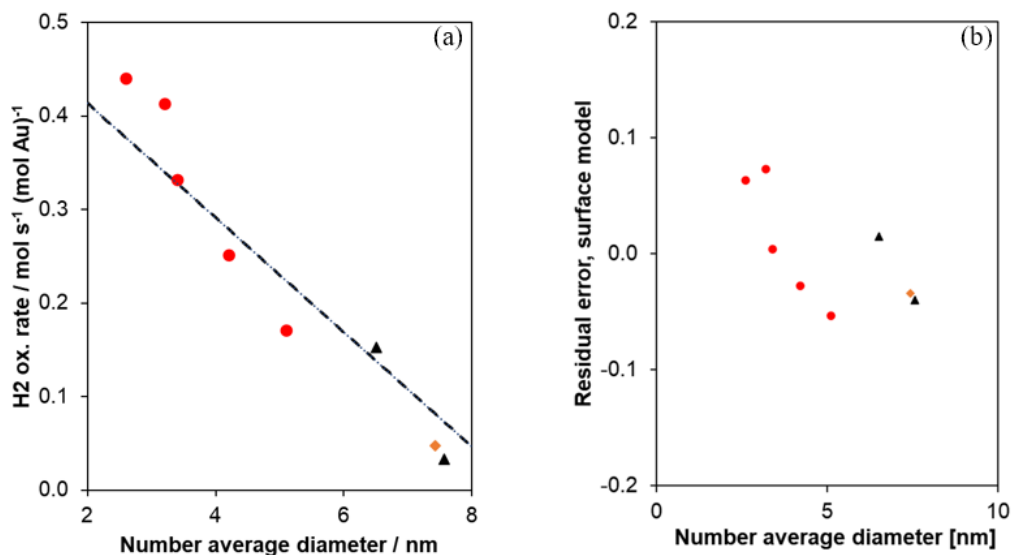 (a)
H2 ox. rate / mol s⁻¹ (mol Au)⁻¹
0.5
0.4
0.3
0.2
0.1
0.0
2 4 6 8
Number average diameter / nm
(b)
Residual error, surface model
0.2
0.1
0.0
-0.1
-0.2
0 5 10
Number average diameter [nm]